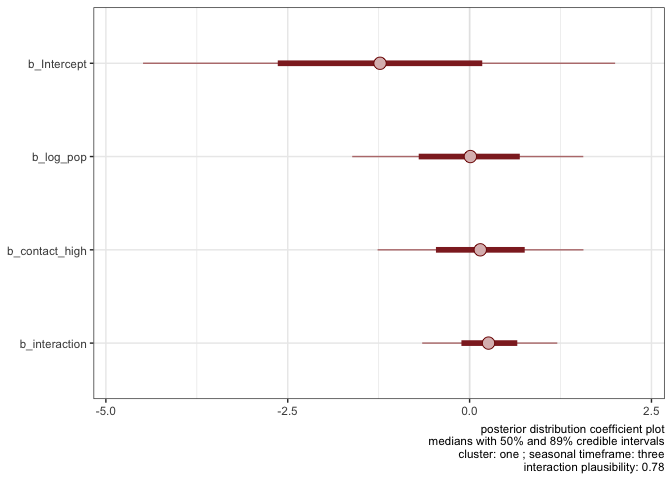 b_Intercept
b_log_pop
b_contact_high
b_interaction
-5.0
-2.5
0.0
2.5
posterior distribution coefficient plot
medians with 50% and 89% credible intervals
cluster: one ; seasonal timeframe: three
interaction plausibility: 0.78